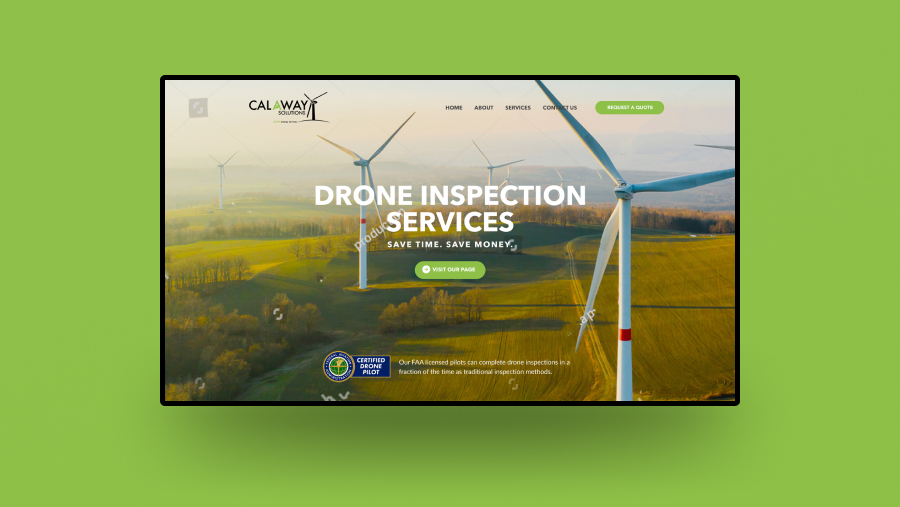 CALAWAY
SOLUTIONS
HOME ABOUT SERVICES CONTACT US REQUEST A QUOTE
DRONE INSPECTION
SERVICES
SAVE TIME. SAVE MONEY.
VISIT OUR PAGE
CERTIFIED
DRONE
PILOT
Our FAA licensed pilots can complete drone inspections in a
fraction of the time as traditional inspection methods.